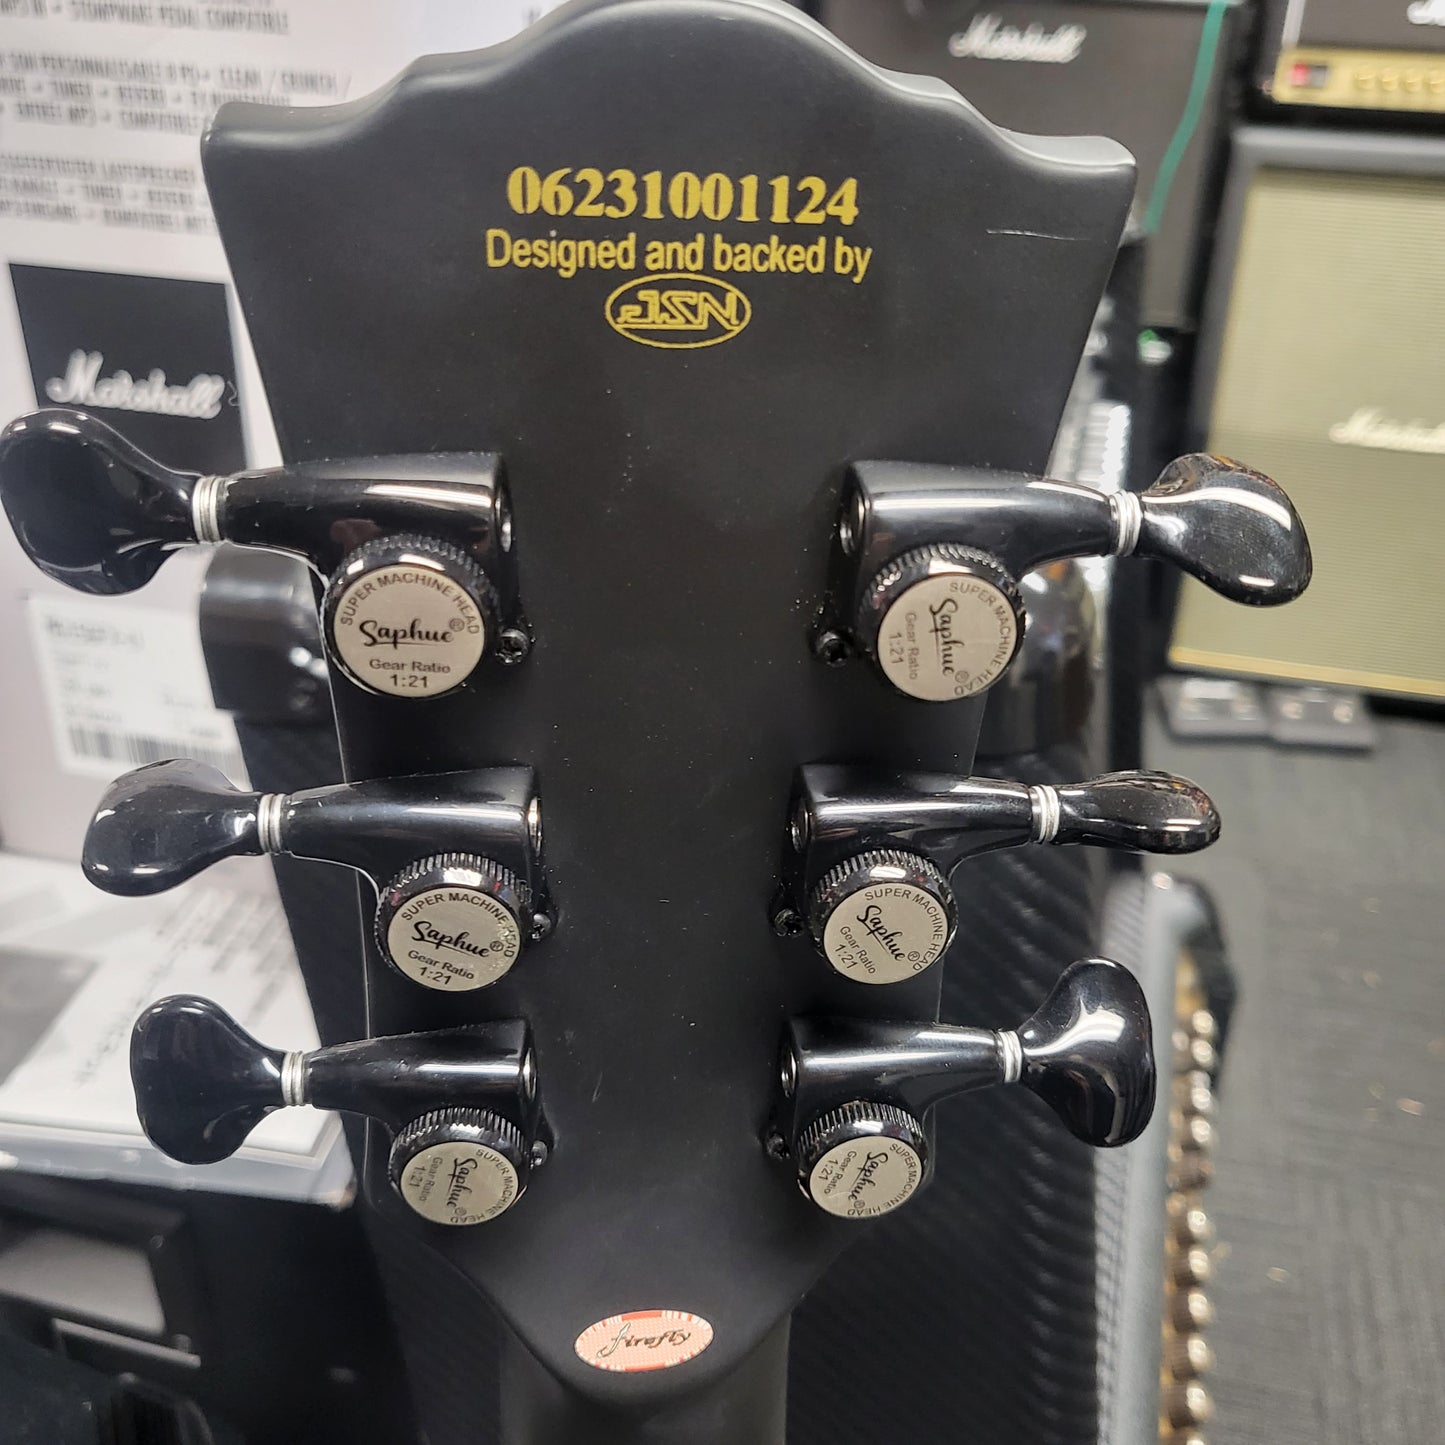 STOMPWARE PEDAL COMPATIBLE
Marshall
Marshall
Marshall
06231001124
Designed and backed by
JSN
SUPER MACHINE HEAD
Saphue®
Gear Ratio
1:21
SUPER MACHINE HEAD
Saphue®
Gear Ratio
1:21
SUPER MACHINE HEAD
Saphue®
Gear Ratio
1:21
SUPER MACHINE HEAD
Saphue®
Gear Ratio
1:21
SUPER MACHINE HEAD
Saphue®
Gear Ratio
1:21
SUPER MACHINE HEAD
Saphue®
Gear Ratio
1:21
firefly